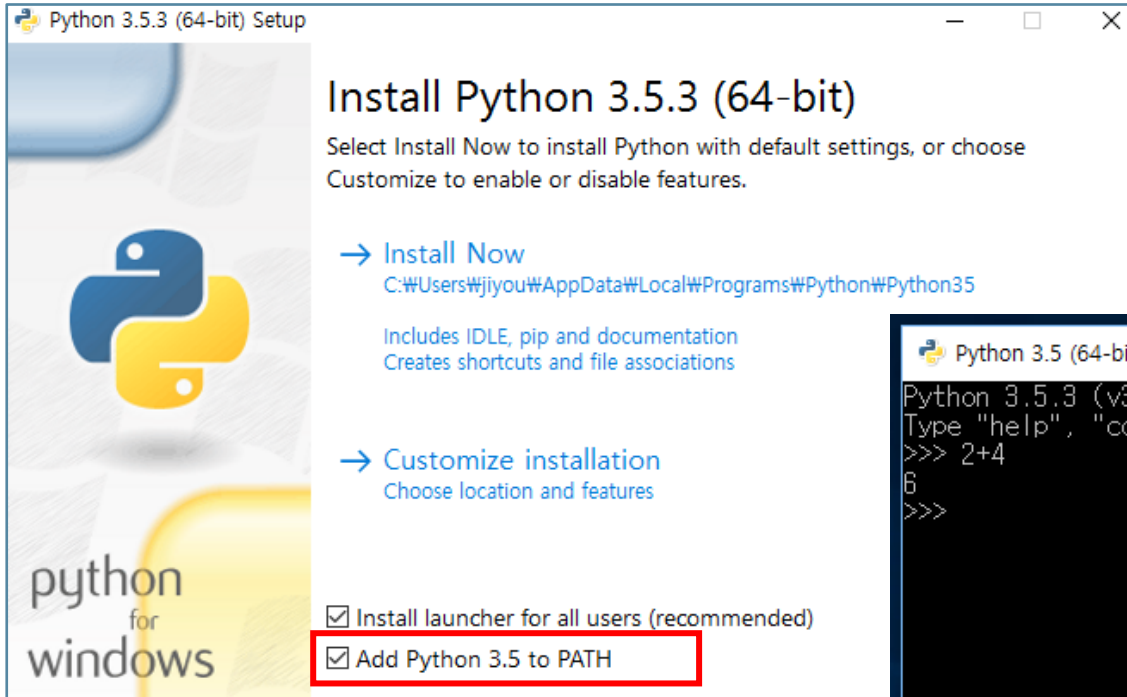 Python 3.5.3 (64-bit) Setup
Install Python 3.5.3 (64-bit)
Select Install Now to install Python with default settings, or choose
Customize to enable or disable features.
Install Now
C:₩Users₩jiyou₩AppData₩Local₩Programs₩Python₩Python35
Includes IDLE, pip and documentation
Creates shortcuts and file associations
Customize installation
Choose location and features
Install launcher for all users (recommended)
Add Python 3.5 to PATH
python
for
windows
Python 3.5 (64-bi
Python 3.5.3 (v3
Type "help", "co
>>> 2+4
6
>>>